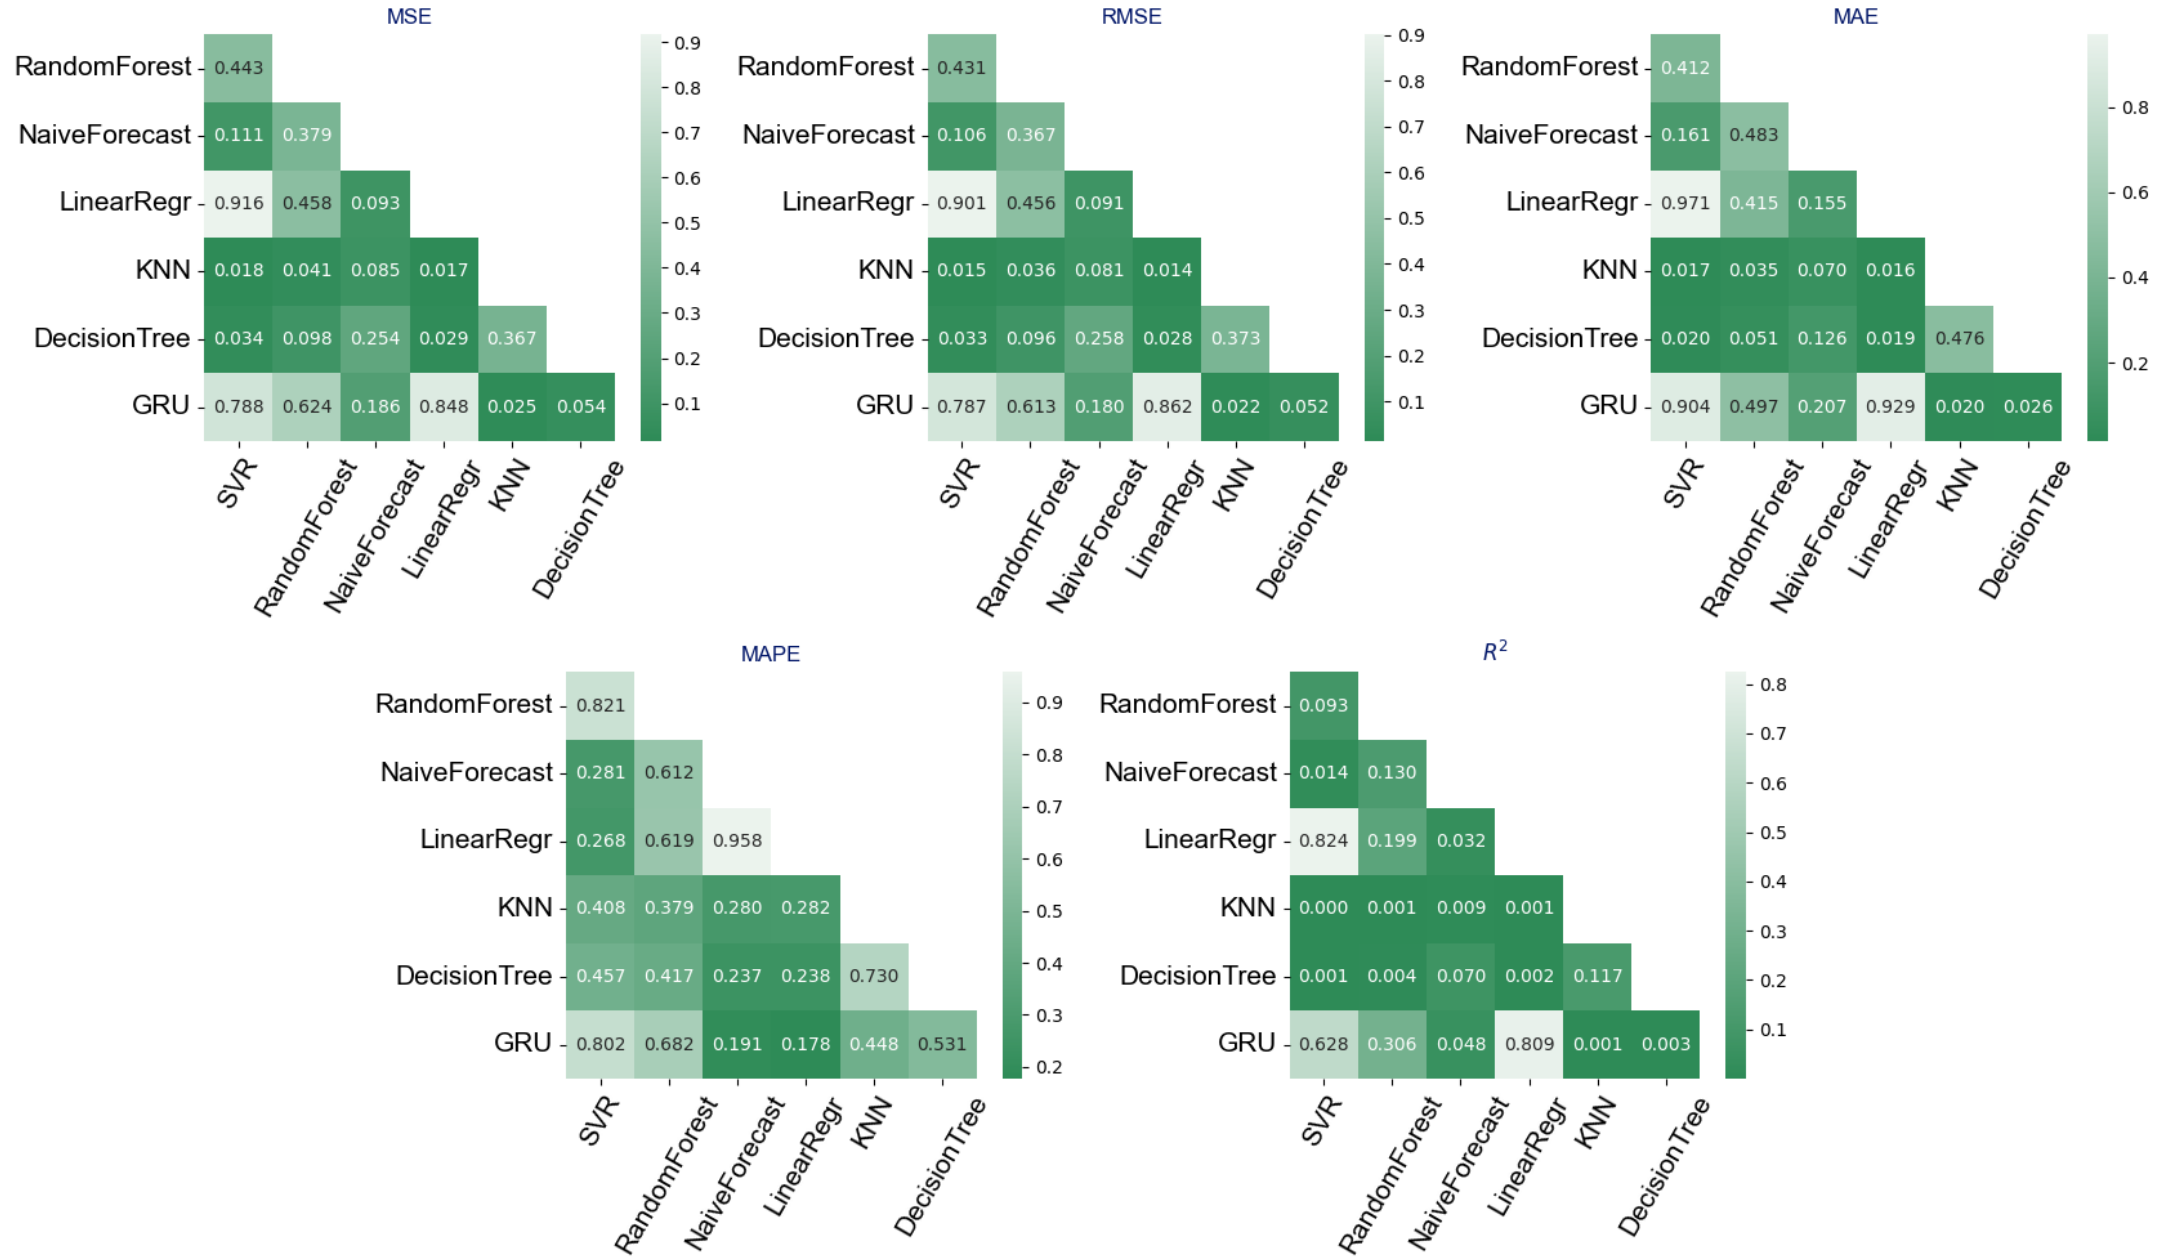 MSE
RandomForest 0.443 0.9
0.8
NaiveForecast 0.111 0.379 0.7
LinearRegr 0.916 0.458 0.093 0.6
0.5
KNN 0.018 0.041 0.085 0.017 0.4
0.3
DecisionTree 0.034 0.098 0.254 0.029 0.367 0.2
GRU 0.788 0.624 0.186 0.848 0.025 0.054 0.1
SVR RandomForest NaiveForecast LinearRegr KNN DecisionTree
RMSE
0.9
RandomForest 0.431 0.8
NaiveForecast 0.106 0.367 0.7
0.6
LinearRegr 0.901 0.456 0.091 0.5
KNN 0.015 0.036 0.081 0.014 0.4
0.3
DecisionTree 0.033 0.096 0.258 0.028 0.373 0.2
GRU 0.787 0.613 0.180 0.862 0.022 0.052 0.1
SVR RandomForest NaiveForecast LinearRegr KNN DecisionTree
MAE
RandomForest 0.412
0.8
NaiveForecast 0.161 0.483
LinearRegr 0.971 0.415 0.155 0.6
KNN 0.017 0.035 0.070 0.016 0.4
DecisionTree 0.020 0.051 0.126 0.019 0.476 0.2
GRU 0.904 0.497 0.207 0.929 0.020 0.026
SVR RandomForest NaiveForecast LinearRegr KNN DecisionTree
MAPE
RandomForest 0.821 0.9
0.8
NaiveForecast 0.281 0.612
0.7
LinearRegr 0.268 0.619 0.958 0.6
KNN 0.408 0.379 0.280 0.282 0.5
0.4
DecisionTree 0.457 0.417 0.237 0.238 0.730
0.3
GRU 0.802 0.682 0.191 0.178 0.448 0.531 0.2
SVR RandomForest NaiveForecast LinearRegr KNN DecisionTree
R²
0.8
RandomForest 0.093 0.7
NaiveForecast 0.014 0.130 0.6
LinearRegr 0.824 0.199 0.032 0.5
0.4
KNN 0.000 0.001 0.009 0.001 0.3
DecisionTree 0.001 0.004 0.070 0.002 0.117 0.2
GRU 0.628 0.306 0.048 0.809 0.001 0.003 0.1
SVR RandomForest NaiveForecast LinearRegr KNN DecisionTree